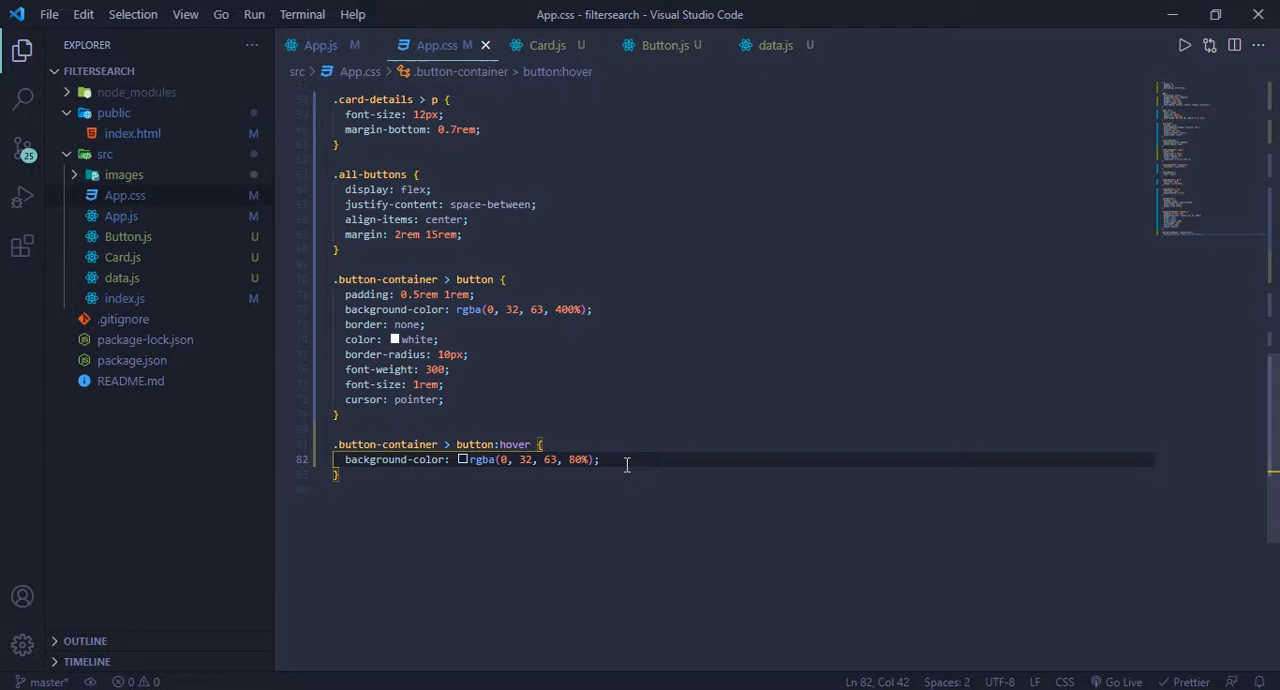 File Edit Selection View Go Run Terminal Help
App.css - filtersearch - Visual Studio Code
EXPLORER
FILTERSEARCH
node_modules
public
index.html M
src
images
App.css M
App.js M
Button.js U
Card.js U
data.js U
index.js M
.gitignore
package-lock.json
package.json
README.md
OUTLINE
TIMELINE
25
App.js M App.css M Card.js U Button.js U data.js U
src > App.css > .button-container > button:hover
.card-details > p {
font-size: 12px;
margin-bottom: 0.7rem;
}
.all-buttons {
display: flex;
justify-content: space-between;
align-items: center;
margin: 2rem 15rem;
}
.button-container > button {
padding: 0.5rem 1rem;
background-color: rgba(0, 32, 63, 400%);
border: none;
color: white;
border-radius: 10px;
font-weight: 300;
font-size: 1rem;
cursor: pointer;
}
.button-container > button:hover {
82 background-color: rgba(0, 32, 63, 80%);
}
master* 0 0 Ln 82, Col 42 Spaces: 2 UTF-8 LF CSS Go Live Prettier